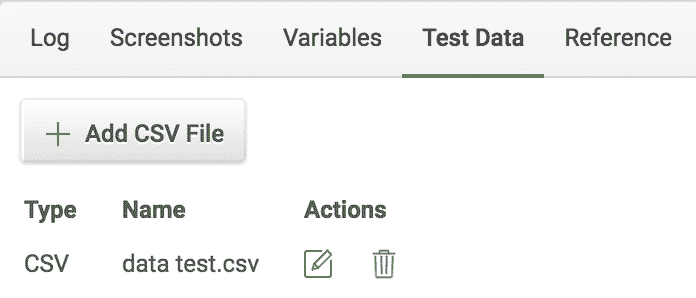 Log Screenshots Variables Test Data Reference
Add CSV File
Type Name Actions
CSV data test.csv